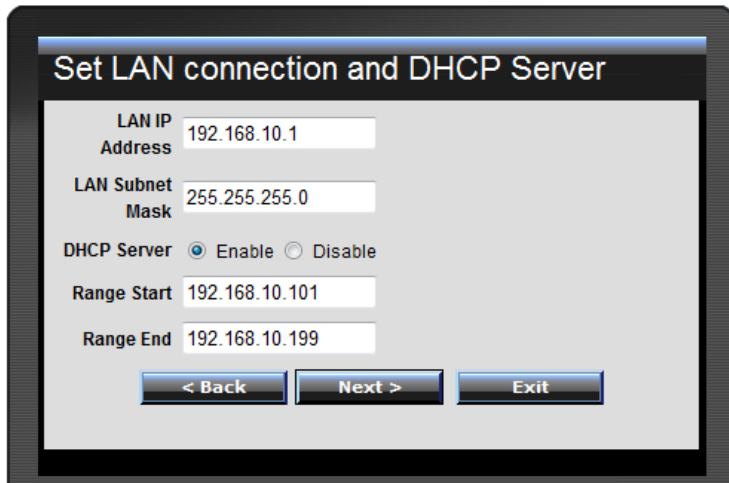 Set LAN connection and DHCP Server
LAN IP
Address
192.168.10.1
LAN Subnet
Mask
255.255.255.0
DHCP Server Enable Disable
Range Start 192.168.10.101
Range End 192.168.10.199
< Back Next > Exit